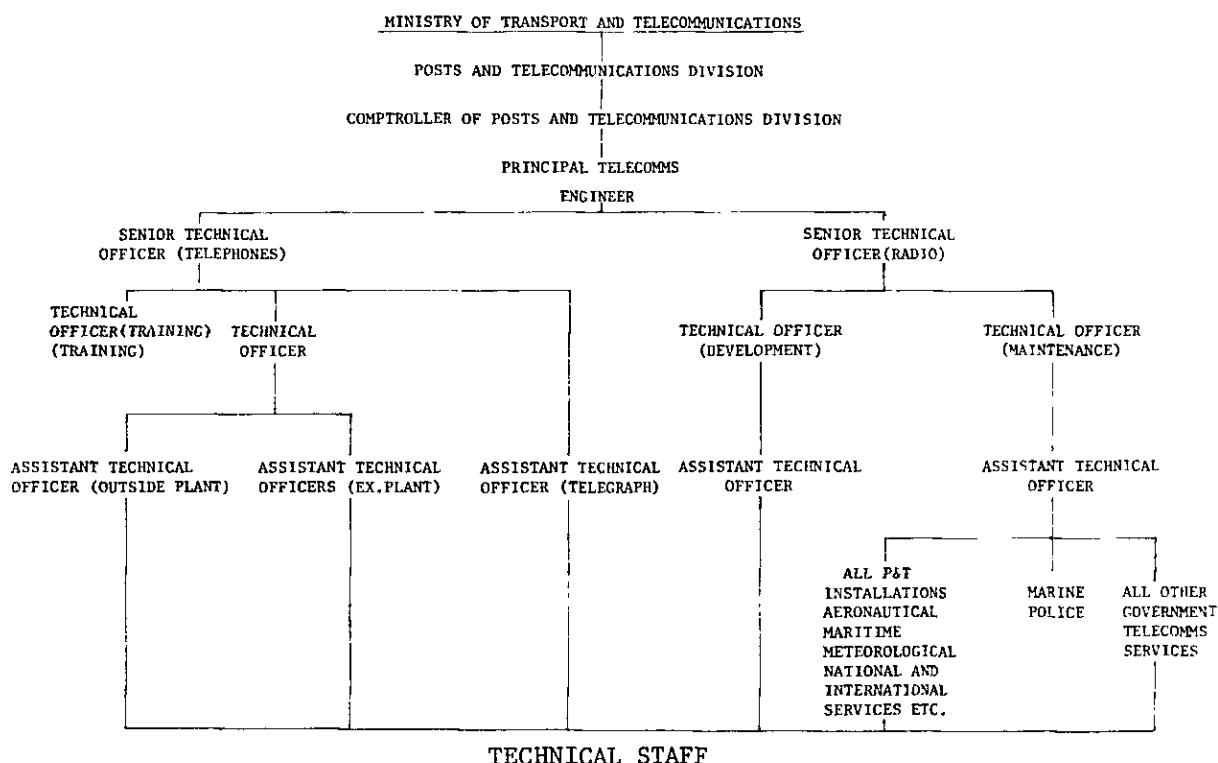 MINISTRY OF TRANSPORT AND TELECOMMUNICATIONS
POSTS AND TELECOMMUNICATIONS DIVISION
COMPTROLLER OF POSTS AND TELECOMMUNICATIONS DIVISION
PRINCIPAL TELECOMMS
ENGINEER
SENIOR TECHNICAL
OFFICER (TELEPHONES)
SENIOR TECHNICAL
OFFICER(RADIO)
TECHNICAL
OFFICER(TRAINING)
(TRAINING)
TECHNICAL
OFFICER
TECHNICAL OFFICER
(DEVELOPMENT)
TECHNICAL OFFICER
(MAINTENANCE)
ASSISTANT TECHNICAL
OFFICER (OUTSIDE PLANT)
ASSISTANT TECHNICAL
OFFICERS (EX.PLANT)
ASSISTANT TECHNICAL
OFFICER (TELEGRAPH)
ASSISTANT TECHNICAL
OFFICER
ASSISTANT TECHNICAL
OFFICER
ALL P&T
INSTALLATIONS
AERONAUTICAL
MARITIME
METEOROLOGICAL
NATIONAL AND
INTERNATIONAL
SERVICES ETC.
MARINE
POLICE
ALL OTHER
GOVERNMENT
TELECOMMS
SERVICES
TECHNICAL STAFF